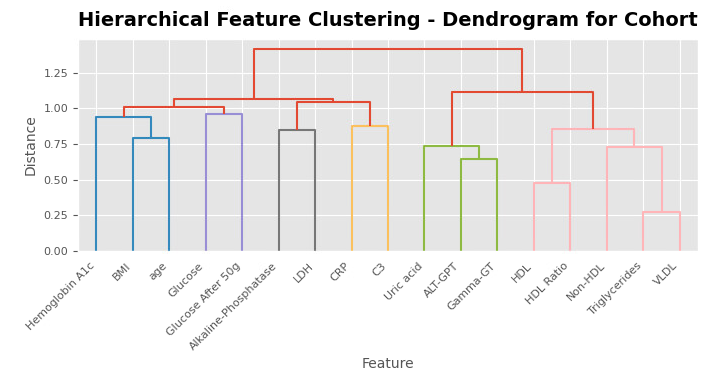 Hierarchical Feature Clustering - Dendrogram for Cohort
Distance
1.25
1.00
0.75
0.50
0.25
0.00
Hemoglobin A1c
BMI
age
Glucose
Glucose After 50g
Alkaline-Phosphatase
LDH
CRP
C3
Uric acid
ALT-GPT
Gamma-GT
HDL
HDL Ratio
Non-HDL
Triglycerides
VLDL
Feature